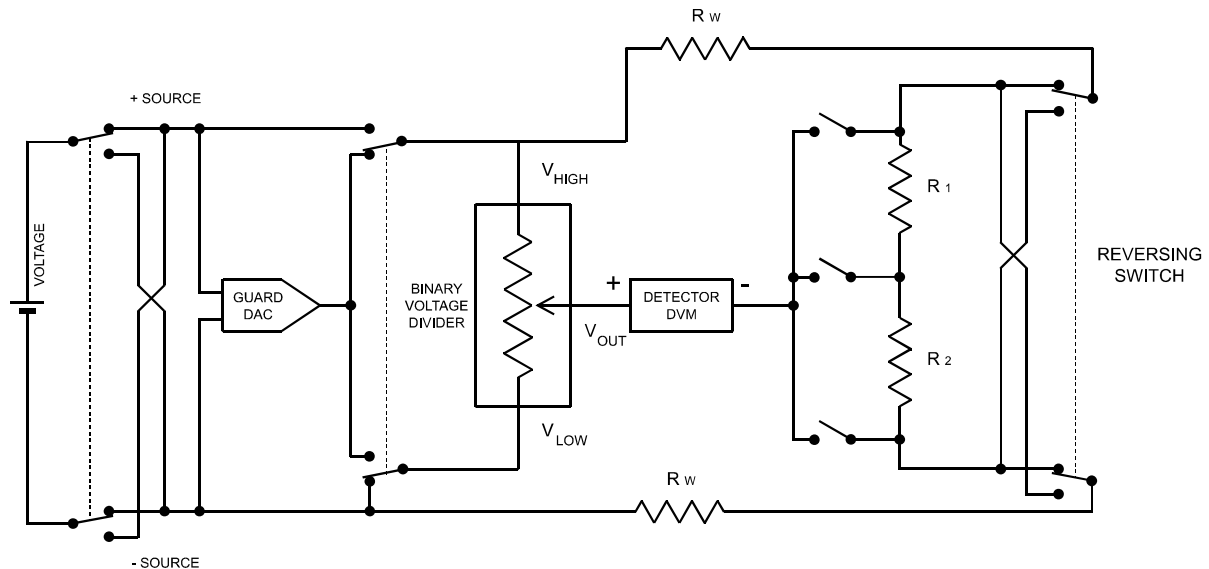 R W
+ SOURCE
V HIGH
R 1
VOLTAGE
REVERSING
SWITCH
GUARD
DAC
BINARY
VOLTAGE
DIVIDER
+
DETECTOR
DVM
-
V OUT
R 2
V LOW
R W
- SOURCE